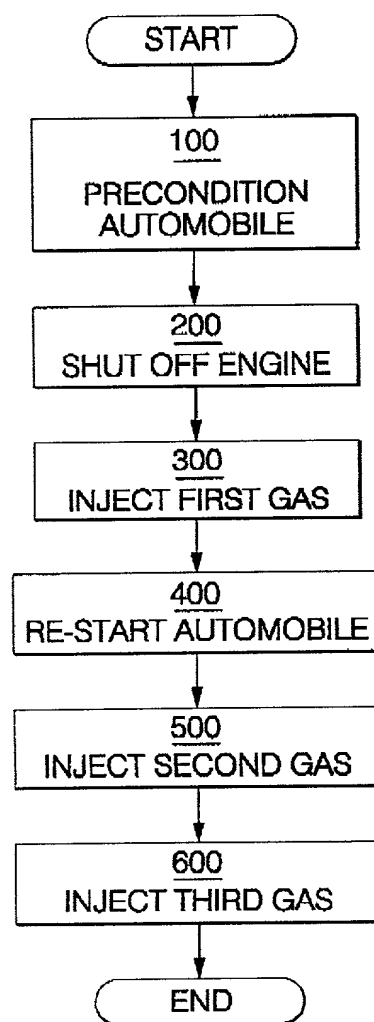 START
100
PRECONDITION
AUTOMOBILE
200
SHUT OFF ENGINE
300
INJECT FIRST GAS
400
RE-START AUTOMOBILE
500
INJECT SECOND GAS
600
INJECT THIRD GAS
END